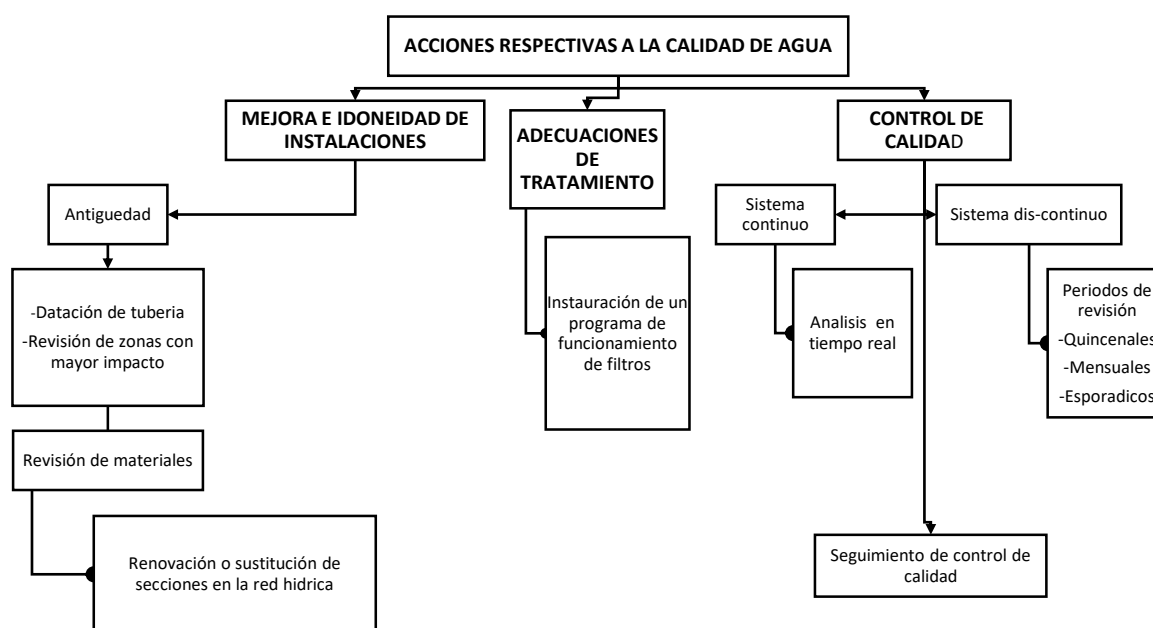 ACCIONES RESPECTIVAS A LA CALIDAD DE AGUA
MEJORA E IDONEIDAD DE
INSTALACIONES
ADECUACIONES
DE
TRATAMIENTO
CONTROL DE
CALIDAD
Antiguedad
Sistema
continuo
Sistema dis-continuo
-Datación de tuberia
-Revisión de zonas con
mayor impacto
Instauración de un
programa de
funcionamiento
de filtros
Analisis en
tiempo real
Periodos de
revisión
-Quincenales
-Mensuales
-Esporadicos
Revisión de materiales
Renovación o sustitución de
secciones en la red hidrica
Seguimiento de control de
calidad